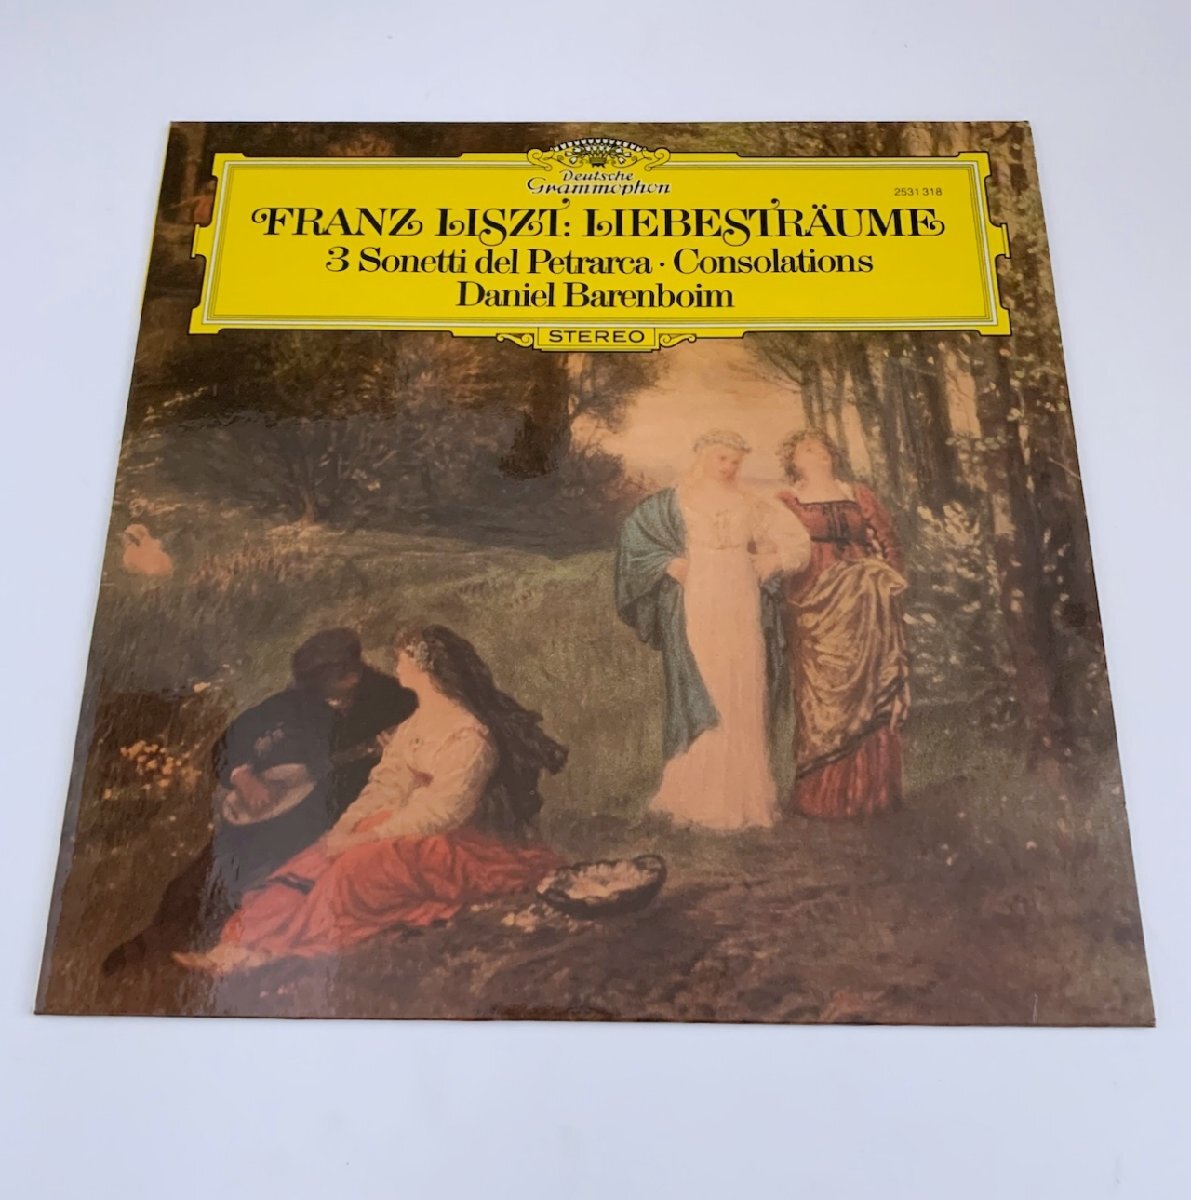 Deutsche
Grammophon
2531 318
FRANZ LISZT: LIEBESTRÄUME
3 Sonetti del Petrarca · Consolations
Daniel Barenboim
STEREO